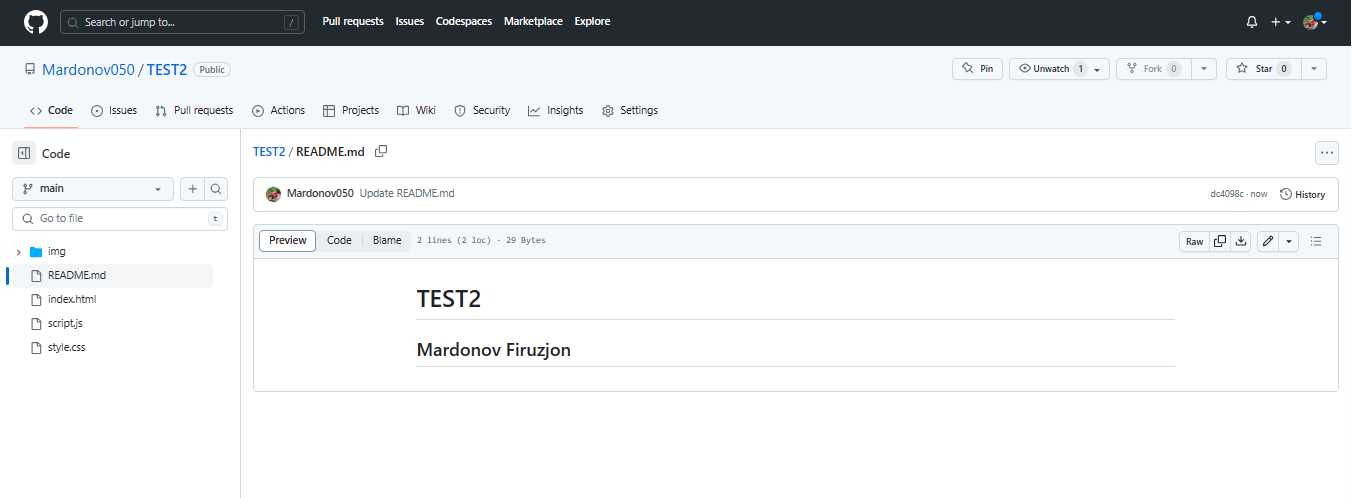 Search or jump to... / Pull requests Issues Codespaces Marketplace Explore
Mardonov050 / TEST2 Public Pin Unwatch 1 Fork 0 Star 0
Code Issues Pull requests Actions Projects Wiki Security Insights Settings
Code
main
Go to file t
img
README.md
index.html
script.js
style.css
TEST2 / README.md
Mardonov050 Update README.md dc4098c · now History
Preview Code Blame 2 lines (2 loc) · 29 Bytes Raw
TEST2
Mardonov Firuzjon